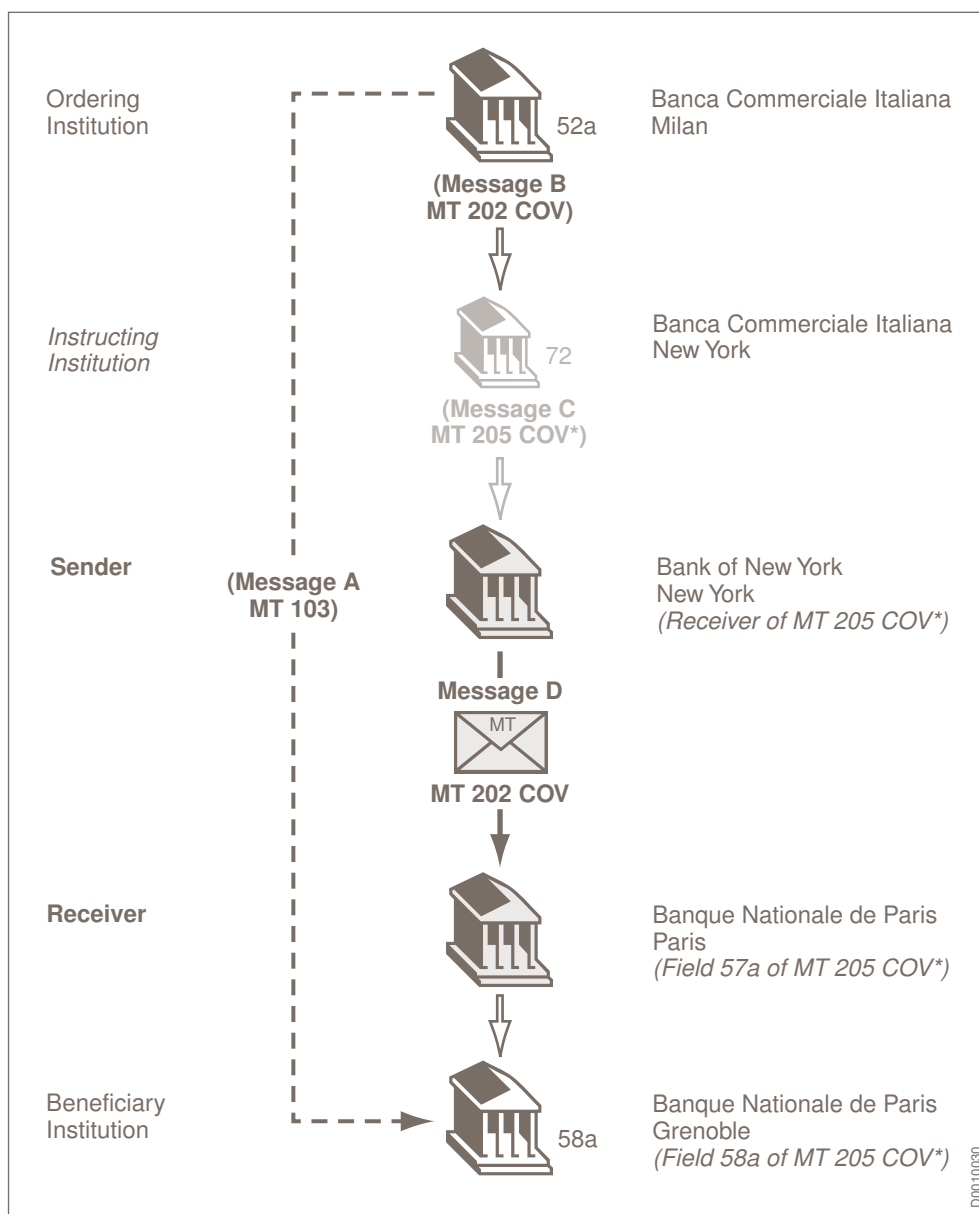 Ordering
Institution
52a
Banca Commerciale Italiana
Milan
(Message B
MT 202 COV)
Instructing
Institution
72
Banca Commerciale Italiana
New York
(Message C
MT 205 COV*)
Sender
(Message A
MT 103)
Bank of New York
New York
(Receiver of MT 205 COV*)
Message D
MT
MT 202 COV
Receiver
Banque Nationale de Paris
Paris
(Field 57a of MT 205 COV*)
Beneficiary
Institution
58a
Banque Nationale de Paris
Grenoble
(Field 58a of MT 205 COV*)
D0010030